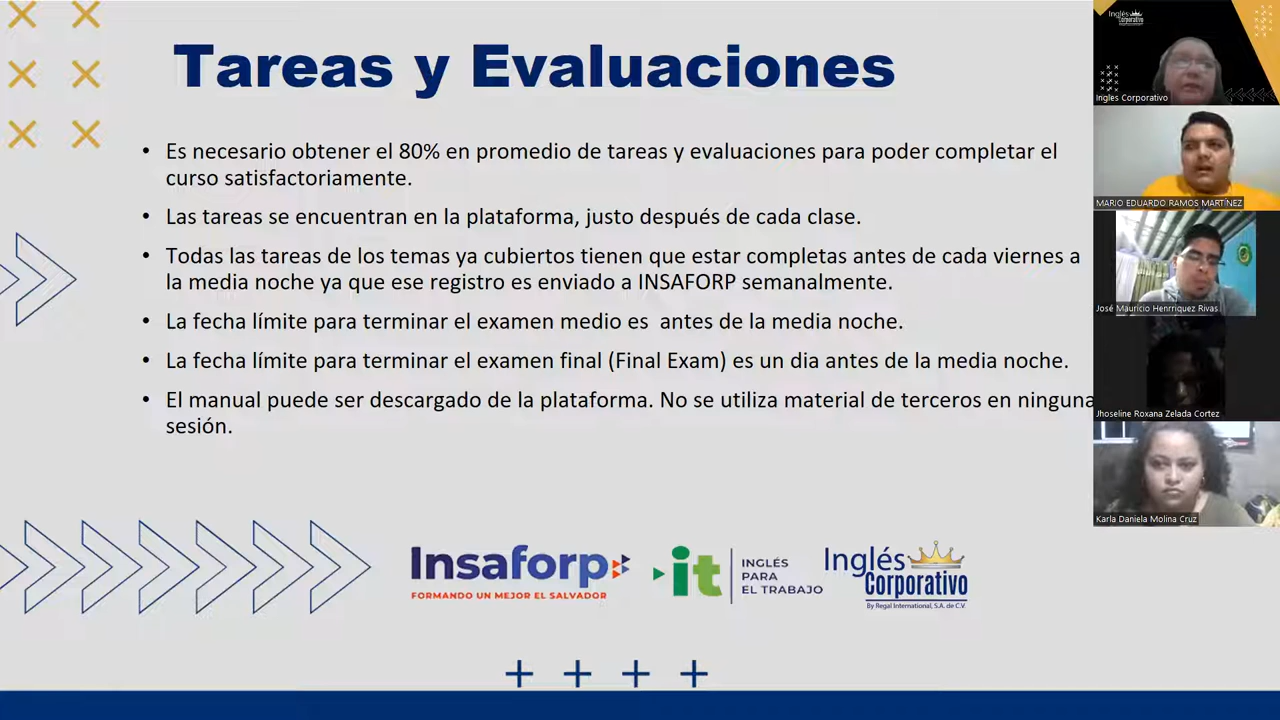 Tareas y Evaluaciones
• Es necesario obtener el 80% en promedio de tareas y evaluaciones para poder completar el
curso satisfactoriamente.
• Las tareas se encuentran en la plataforma, justo después de cada clase.
• Todas las tareas de los temas ya cubiertos tienen que estar completas antes de cada viernes a
la media noche ya que ese registro es enviado a INSAFORP semanalmente.
• La fecha límite para terminar el examen medio es  antes de la media noche.
• La fecha límite para terminar el examen final (Final Exam) es un dia antes de la media noche.
• El manual puede ser descargado de la plataforma. No se utiliza material de terceros en ninguna
sesión.
Insaforp
FORMANDO UN MEJOR EL SALVADOR
it
INGLÉS
PARA
EL TRABAJO
Inglés
Corporativo
By Regal International, S.A. de C.V.
Inglés
Corporativo
Ingles Corporativo
MARIO EDUARDO RAMOS MARTÍNEZ
José Mauricio Henrriquez Rivas
Jhoseline Roxana Zelada Cortez
Karla Daniela Molina Cruz